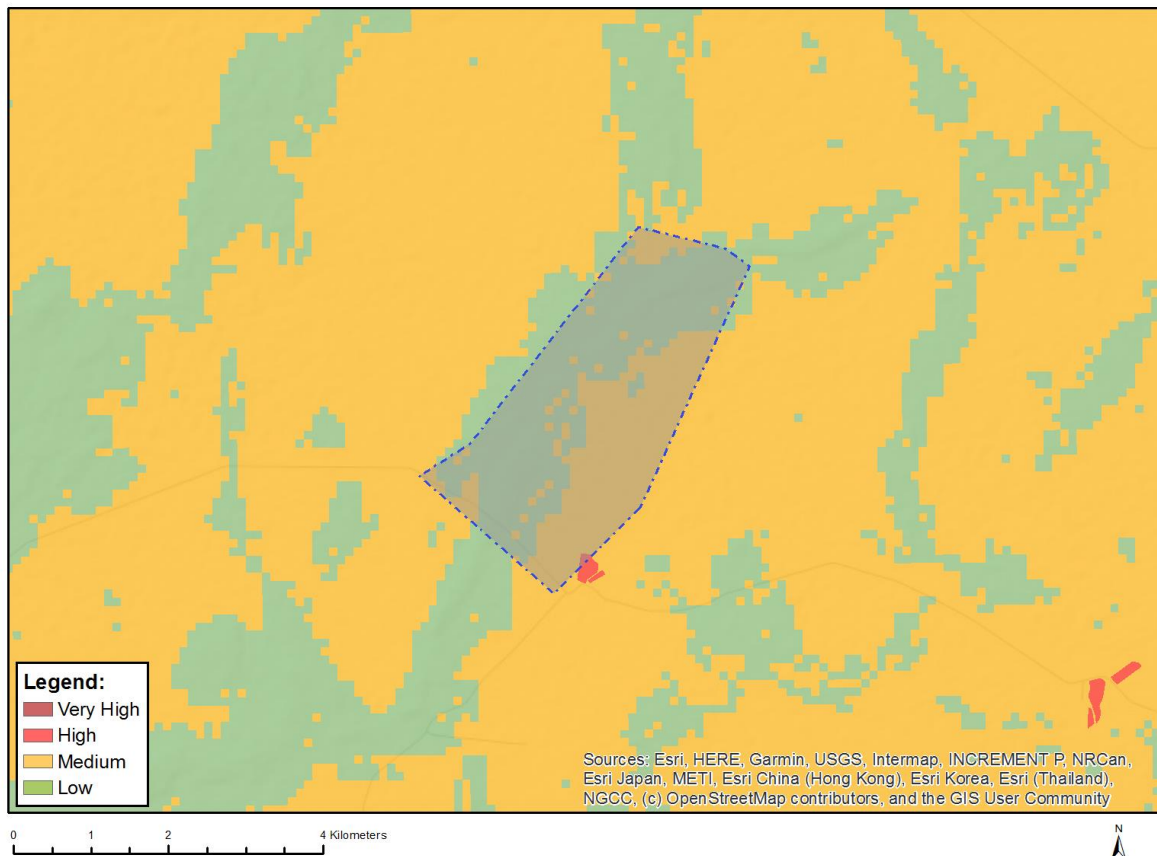 Legend:
Very High
High
Medium
Low
Sources: Esri, HERE, Garmin, USGS, Intermap, INCREMENT P, NRCan,
Esri Japan, METI, Esri China (Hong Kong), Esri Korea, Esri (Thailand),
NGCC, (c) OpenStreetMap contributors, and the GIS User Community
0 1 2 4 Kilometers
N